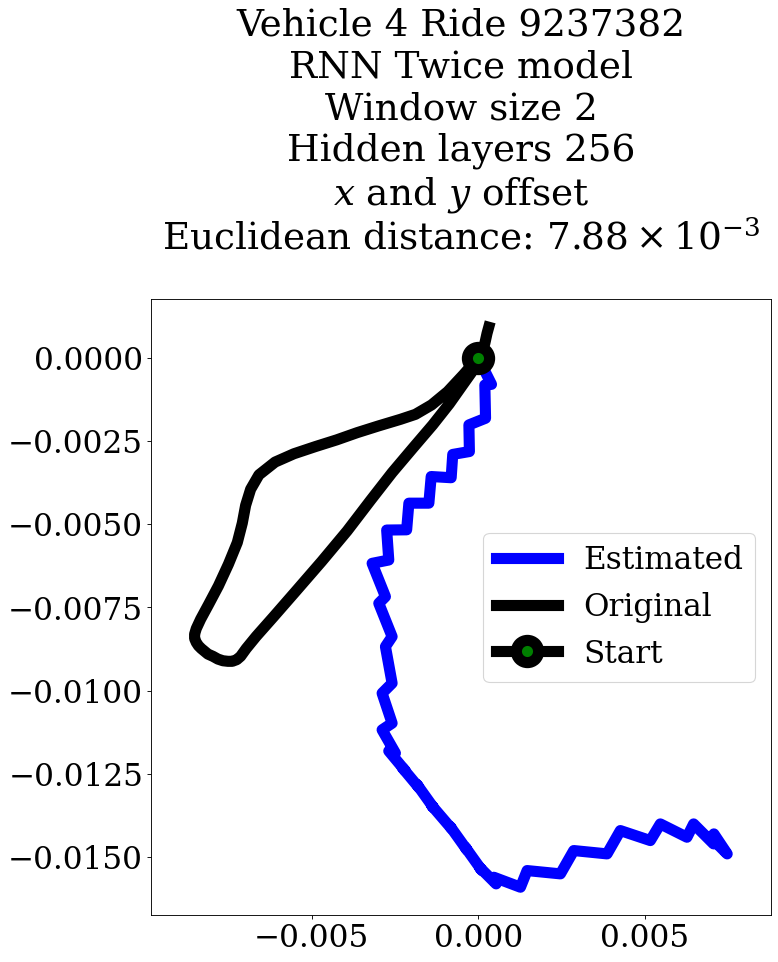 Vehicle 4 Ride 9237382
RNN Twice model
Window size 2
Hidden layers 256
x and y offset
Euclidean distance: 7.88 × 10⁻³
0.0000
−0.0025
−0.0050
−0.0075
−0.0100
−0.0125
−0.0150
Estimated
Original
Start
−0.005
0.000
0.005